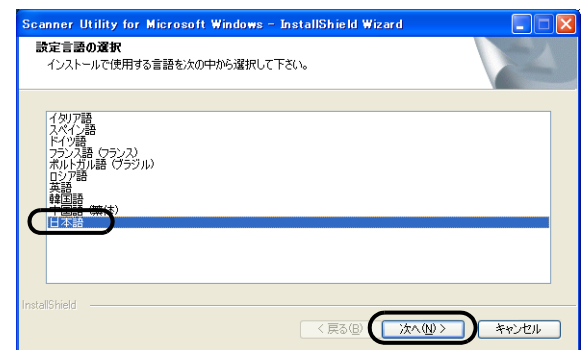 Scanner Utility for Microsoft Windows - InstallShield Wizard
設定言語の選択
インストールで使用する言語を次の中から選択して下さい。
イタリア語
スペイン語
ドイツ語
フランス語 (フランス)
ポルトガル語 (ブラジル)
ロシア語
英語
韓国語
中国語 (繁体)
日本語
InstallShield
< 戻る(B)
次へ(N) >
キャンセル